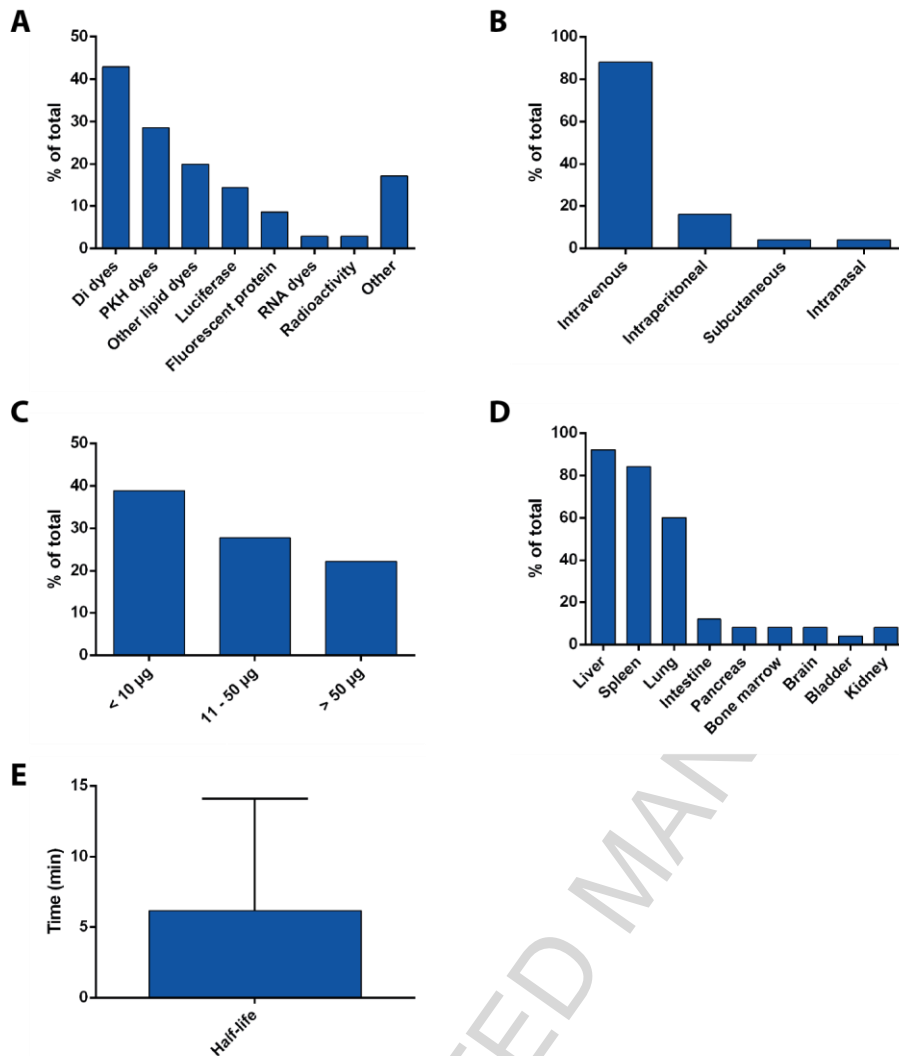 A
% of total
50
40
30
20
10
0
Di dyes
PKH dyes
Other lipid dyes
Luciferase
Fluorescent protein
RNA dyes
Radioactivity
Other
B
% of total
100
80
60
40
20
0
Intravenous
Intraperitoneal
Subcutaneous
Intranasal
C
% of total
50
40
30
20
10
0
< 10 µg
11 - 50 µg
> 50 µg
D
% of total
100
80
60
40
20
0
Liver
Spleen
Lung
Intestine
Pancreas
Bone marrow
Brain
Bladder
Kidney
E
Time (min)
15
10
5
0
Half-life